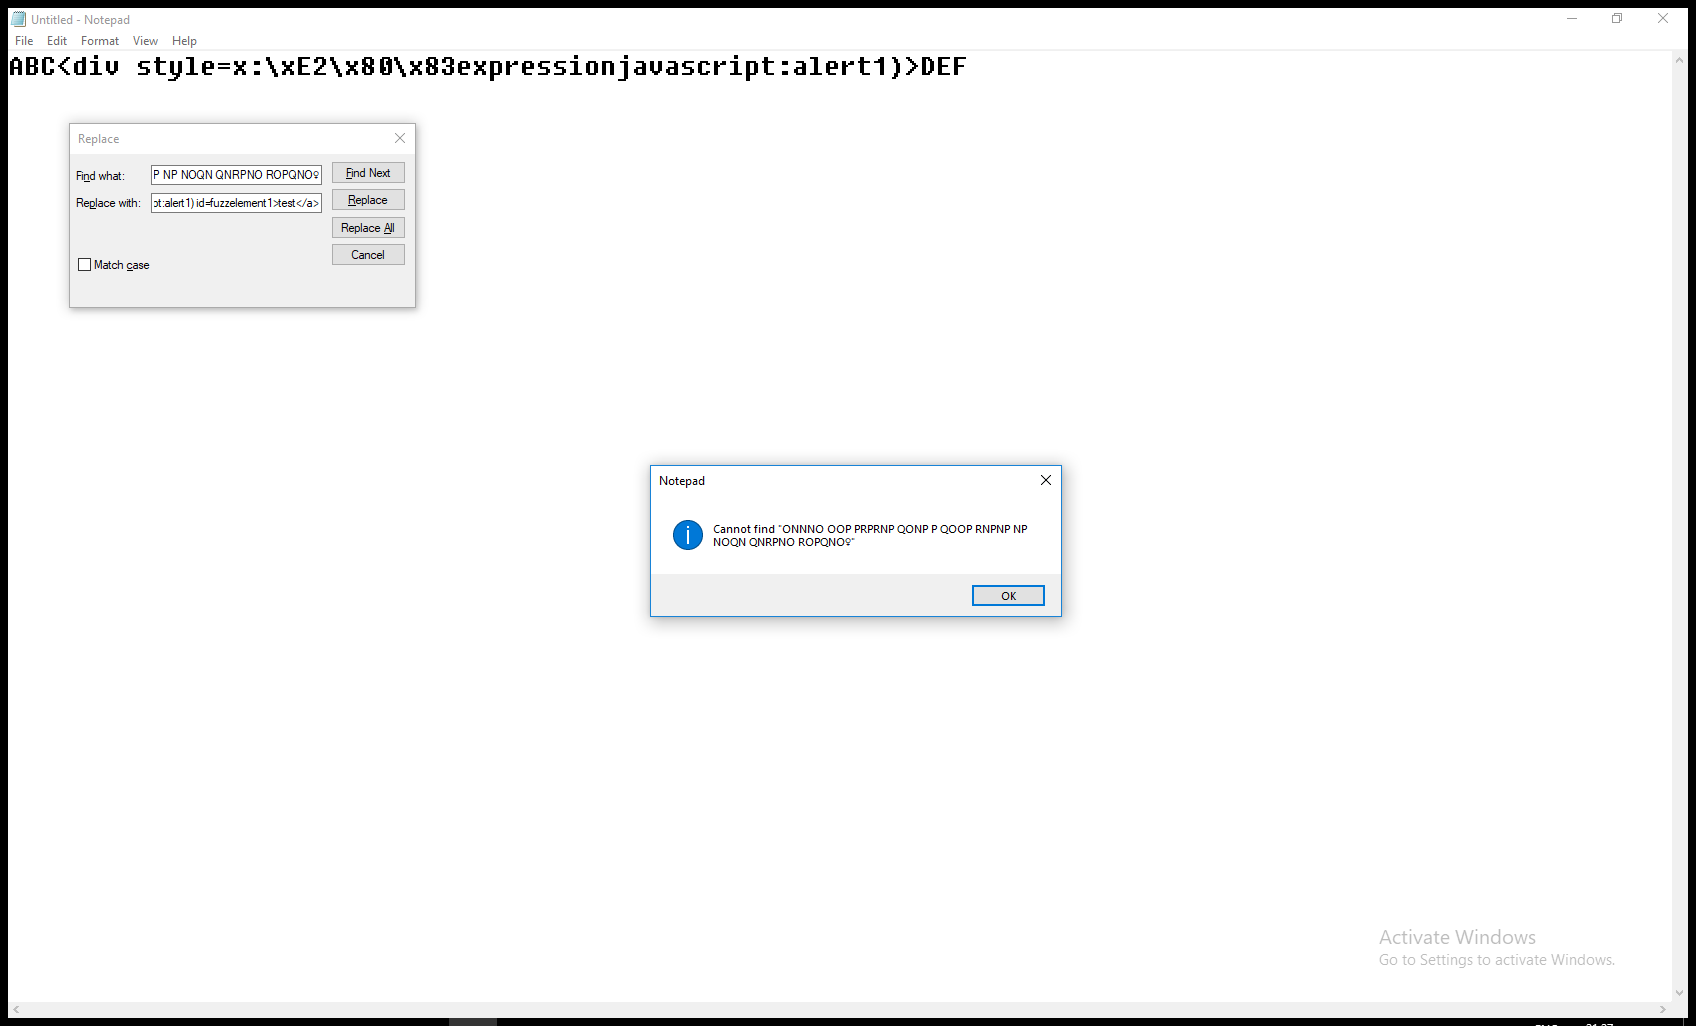 Untitled - Notepad
File Edit Format View Help
ABC<div style=x:\xE2\x80\x83expressionjavascript:alert1)>DEF
Replace
Find what: P NP NOQN QNRPNO ROPQNO♀ Find Next
Replace with: pt:alert1) id=fuzzelement1>test</a> Replace
Replace All
Cancel
Match case
Notepad
Cannot find "ONNNO OOP PRPRNP QONP P QOOP RNPNP NP
NOQN QNRPNO ROPQNO♀"
OK
Activate Windows
Go to Settings to activate Windows.